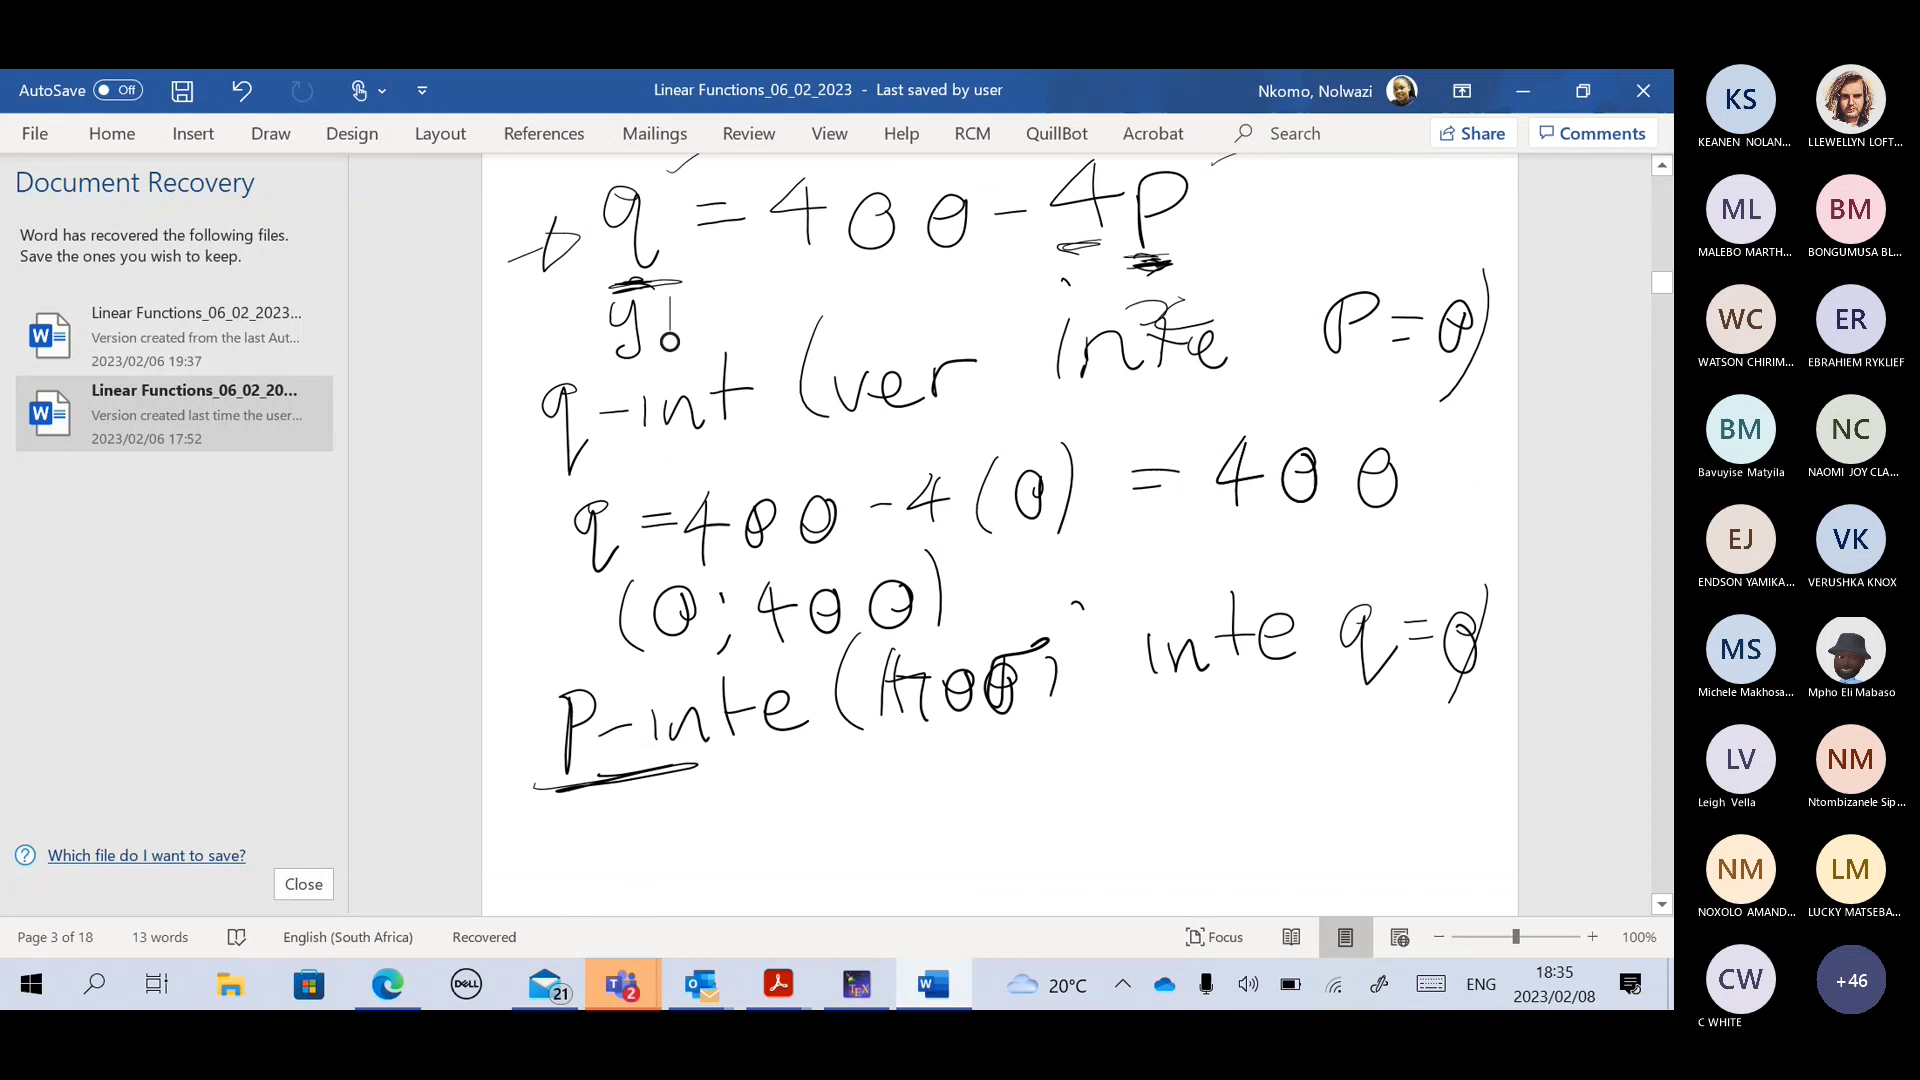 AutoSave Off
Linear Functions_06_02_2023 - Last saved by user
Nkomo, Nolwazi
File Home Insert Draw Design Layout References Mailings Review View Help RCM QuillBot Acrobat Search Share Comments
Document Recovery
Word has recovered the following files.
Save the ones you wish to keep.
Linear Functions_06_02_2023...
Version created from the last Aut...
2023/02/06 19:37
Linear Functions_06_02_20...
Version created last time the user...
2023/02/06 17:52
Which file do I want to save?
Close
q = 400 - 4P
y
x
q-int (ver inte P = 0)
q = 400 - 4(0) = 400
(0; 400)
P-inte ( inte q = 0)
Page 3 of 18 13 words English (South Africa) Recovered Focus 100%
21
2
20°C
ENG
18:35
2023/02/08
KS
KEANEN NOLAN...
LLEWELLYN LOFT...
ML
MALEBO MARTH...
BM
BONGUMUSA BL...
WC
WATSON CHIRIM...
ER
EBRAHIEM RYKLIEF
BM
Bavuyise Matyila
NC
NAOMI JOY CLA...
EJ
ENDSON YAMIKA...
VK
VERUSHKA KNOX
MS
Michele Makhosa...
Mpho Eli Mabaso
LV
Leigh Vella
NM
Ntombizanele Sip...
NM
NOXOLO AMAND...
LM
LUCKY MATSEBA...
CW
C WHITE
+46